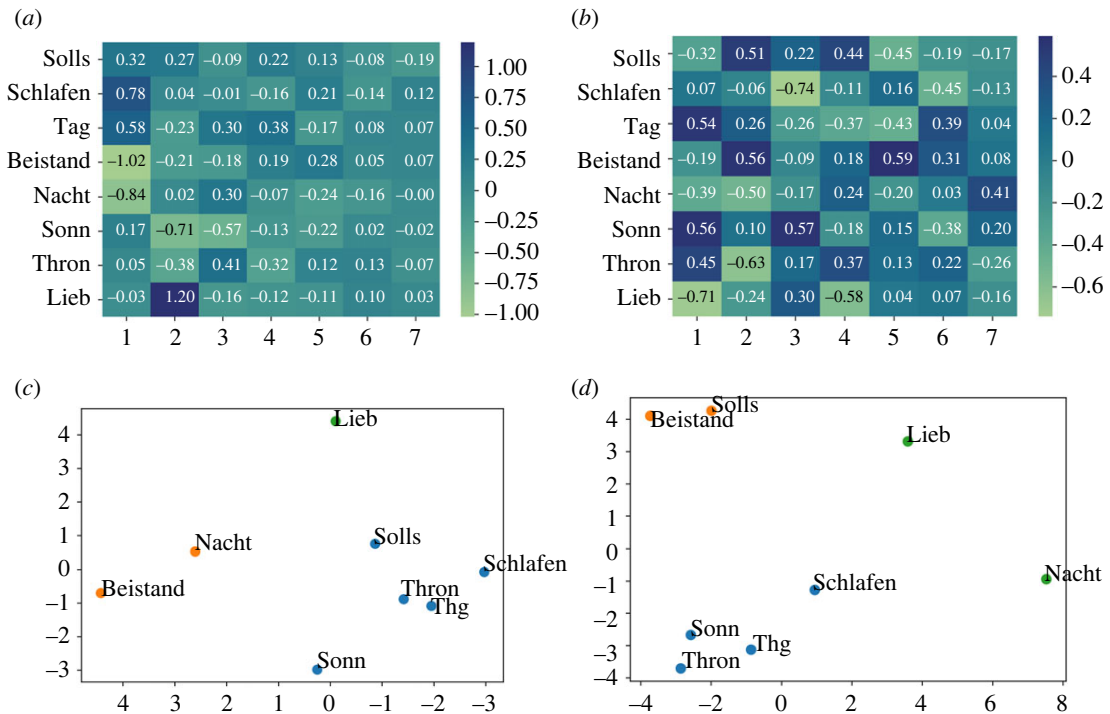 (a)
Solls 0.32 0.27 –0.09 0.22 0.13 –0.08 –0.19
Schlafen 0.78 0.04 –0.01 –0.16 0.21 –0.14 0.12
Tag 0.58 –0.23 0.30 0.38 –0.17 0.08 0.07
Beistand –1.02 –0.21 –0.18 0.19 0.28 0.05 0.07
Nacht –0.84 0.02 0.30 –0.07 –0.24 –0.16 –0.00
Sonn 0.17 –0.71 –0.57 –0.13 –0.22 0.02 –0.02
Thron 0.05 –0.38 0.41 –0.32 0.12 0.13 –0.07
Lieb –0.03 1.20 –0.16 –0.12 –0.11 0.10 0.03
1 2 3 4 5 6 7
1.00
0.75
0.50
0.25
0
–0.25
–0.50
–0.75
–1.00
(b)
Solls –0.32 0.51 0.22 0.44 –0.45 –0.19 –0.17
Schlafen 0.07 –0.06 –0.74 –0.11 0.16 –0.45 –0.13
Tag 0.54 0.26 –0.26 –0.37 –0.43 0.39 0.04
Beistand –0.19 0.56 –0.09 0.18 0.59 0.31 0.08
Nacht –0.39 –0.50 –0.17 0.24 –0.20 0.03 0.41
Sonn 0.56 0.10 0.57 –0.18 0.15 –0.38 0.20
Thron 0.45 –0.63 0.17 0.37 0.13 0.22 –0.26
Lieb –0.71 –0.24 0.30 –0.58 0.04 0.07 –0.16
1 2 3 4 5 6 7
0.4
0.2
0
–0.2
–0.4
–0.6
(c)
4
3
2
1
0
–1
–2
–3
Lieb
Nacht
Solls
Schlafen
Beistand
Thron
Thg
Sonn
4 3 2 1 0 –1 –2 –3
(d)
4
3
2
1
0
–1
–2
–3
–4
Solls
Beistand
Lieb
Schlafen
Nacht
Sonn
Thg
Thron
–4 –2 0 2 4 6 8